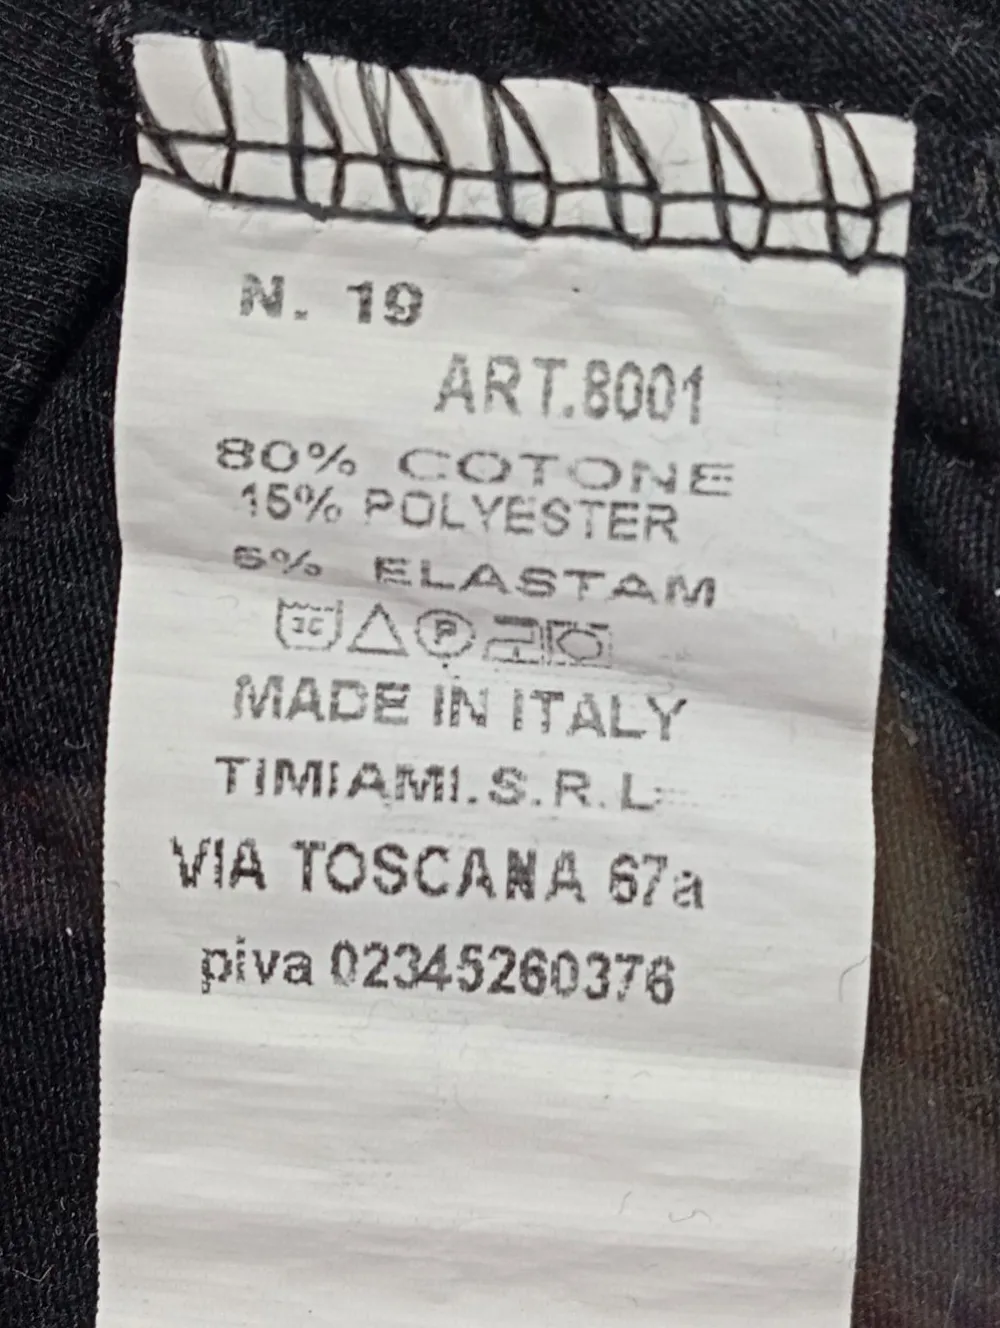 N. 19
ART.8001
80% COTONE
15% POLYESTER
5% ELASTAM
P
MADE IN ITALY
TIMIAMI.S.R.L
VIA TOSCANA 67a
piva 02345260376